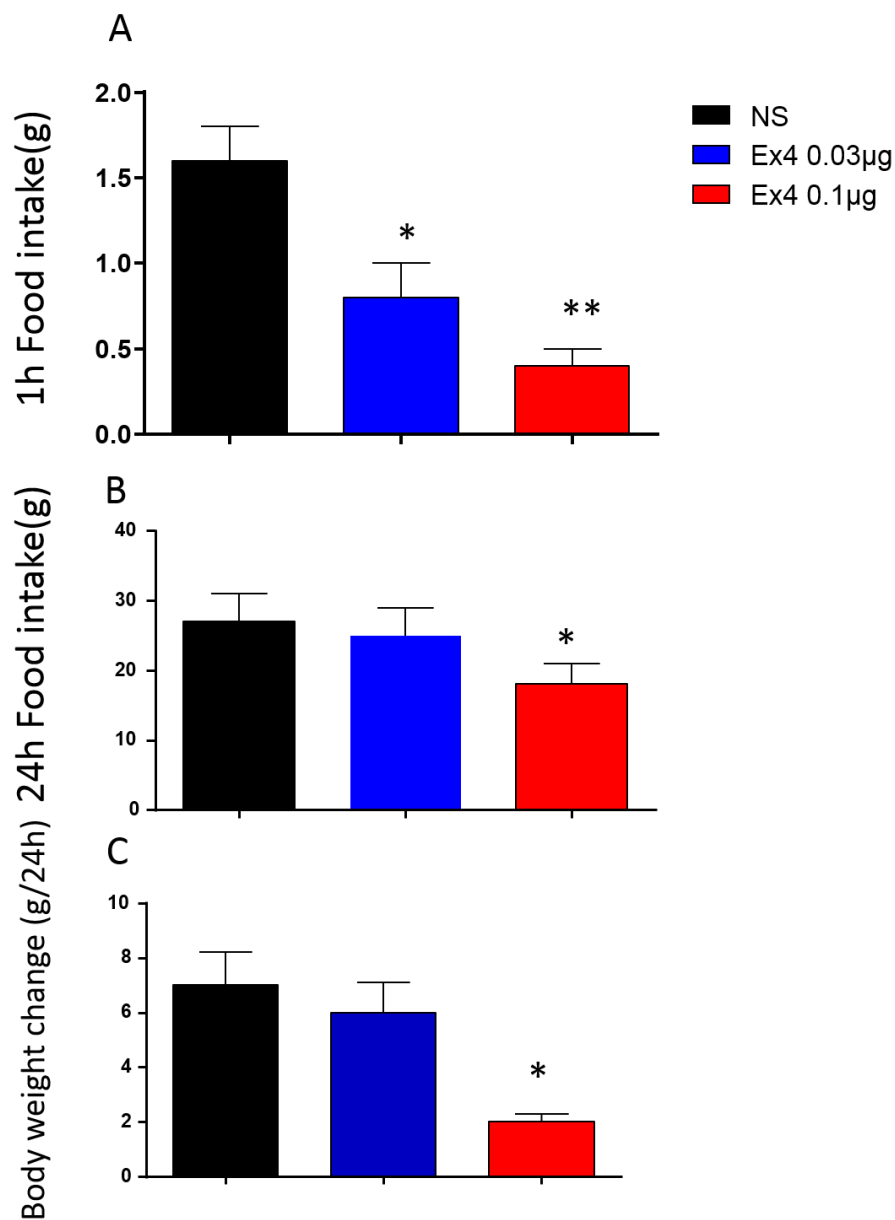 A
1h Food intake(g)
2.0
1.5
1.0
0.5
0.0
*
**
NS
Ex4 0.03µg
Ex4 0.1µg
B
24h Food intake(g)
40
30
20
10
0
*
C
Body weight change (g/24h)
10
8
6
4
2
0
*